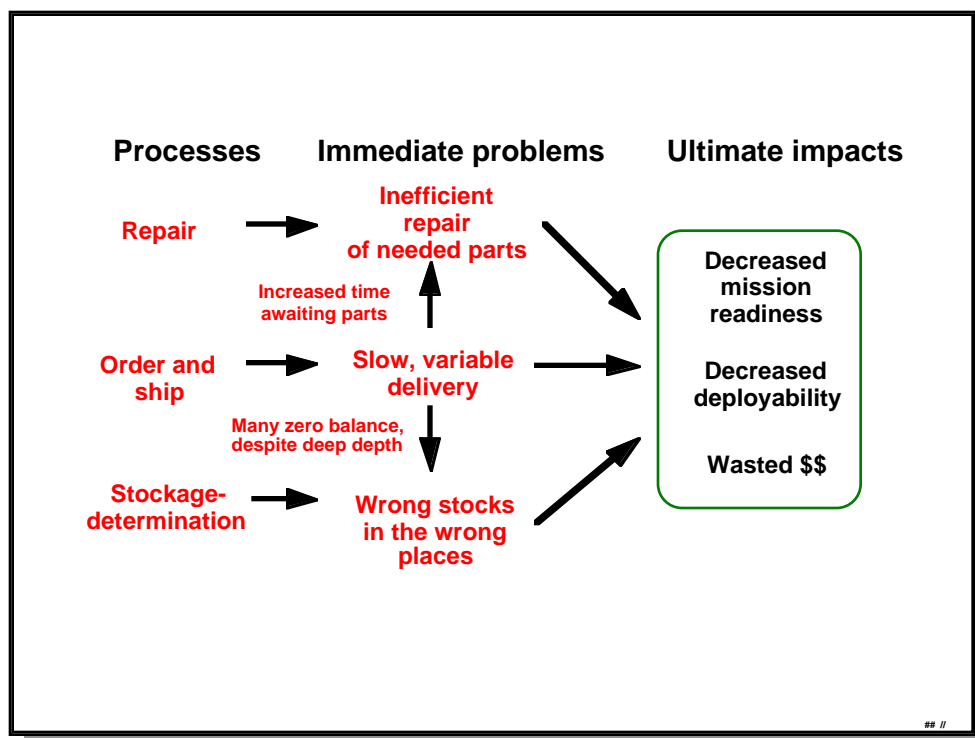 Processes
Immediate problems
Ultimate impacts
Repair
Inefficient
repair
of needed parts
Increased time
awaiting parts
Order and
ship
Slow, variable
delivery
Many zero balance,
despite deep depth
Stockage-
determination
Wrong stocks
in the wrong
places
Decreased
mission
readiness
Decreased
deployability
Wasted $$
## //